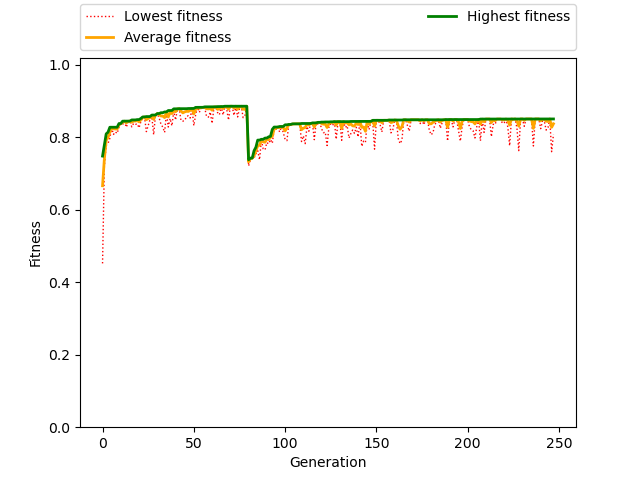 Lowest fitness
Average fitness
Highest fitness
1.0
0.8
0.6
0.4
0.2
0.0
Fitness
0 50 100 150 200 250
Generation